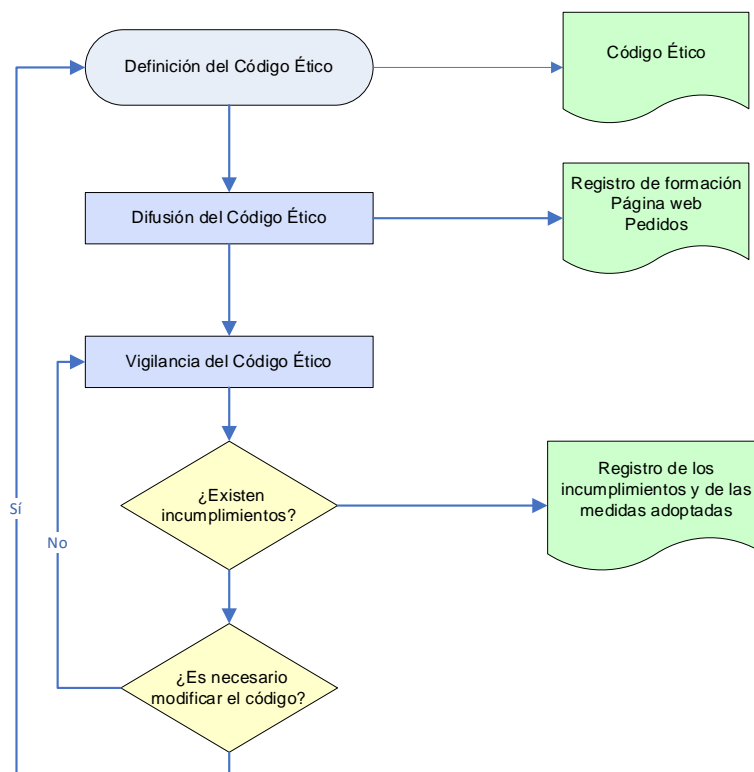 Definición del Código Ético
Código Ético
Difusión del Código Ético
Registro de formación
Página web
Pedidos
Vigilancia del Código Ético
¿Existen
incumplimientos?
Registro de los
incumplimientos y de las
medidas adoptadas
Sí
No
¿Es necesario
modificar el código?